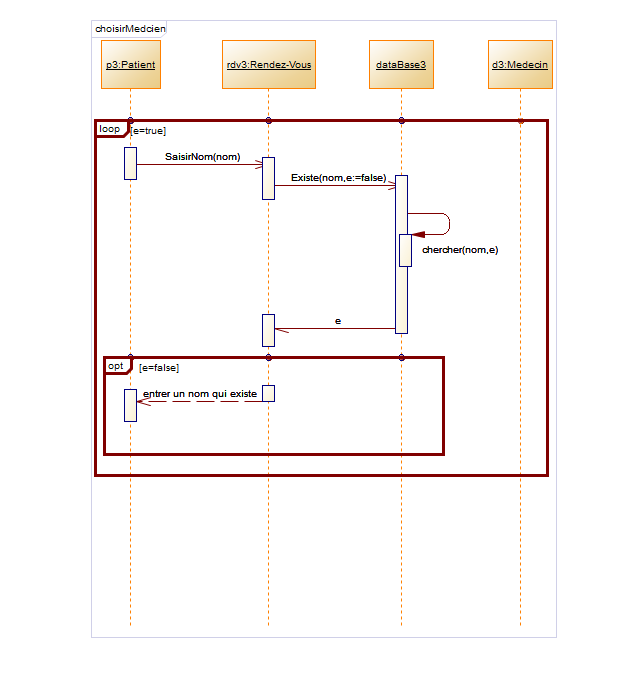 choisirMedcien
p3:Patient
rdv3:Rendez-Vous
dataBase3
d3:Medecin
loop
[e=true]
SaisirNom(nom)
Existe(nom,e:=false)
chercher(nom,e)
e
opt
[e=false]
entrer un nom qui existe